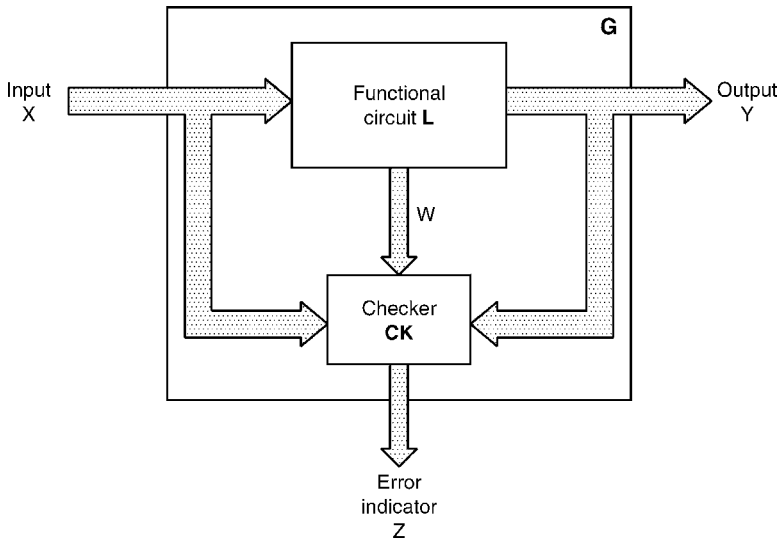 G
Input
X
Functional
circuit L
Output
Y
W
Checker
CK
Error
indicator
Z